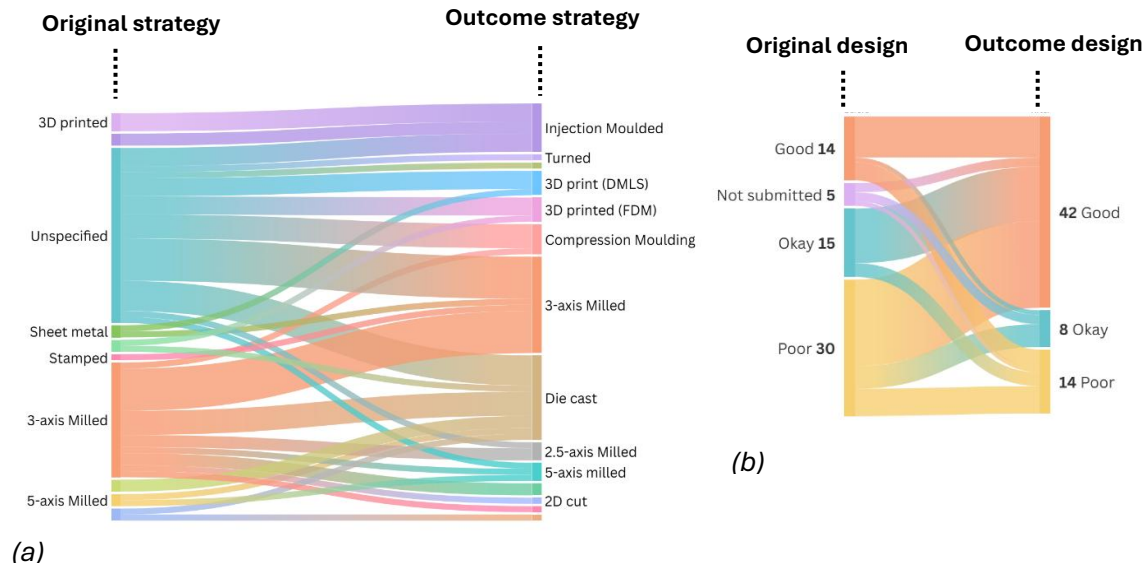 Original strategy
Outcome strategy
3D printed
Unspecified
Sheet metal
Stamped
3-axis Milled
5-axis Milled
Injection Moulded
Turned
3D print (DMLS)
3D printed (FDM)
Compression Moulding
3-axis Milled
Die cast
2.5-axis Milled
5-axis milled
2D cut
(a)
Original design
Outcome design
Good 14
Not submitted 5
Okay 15
Poor 30
42 Good
8 Okay
14 Poor
(b)